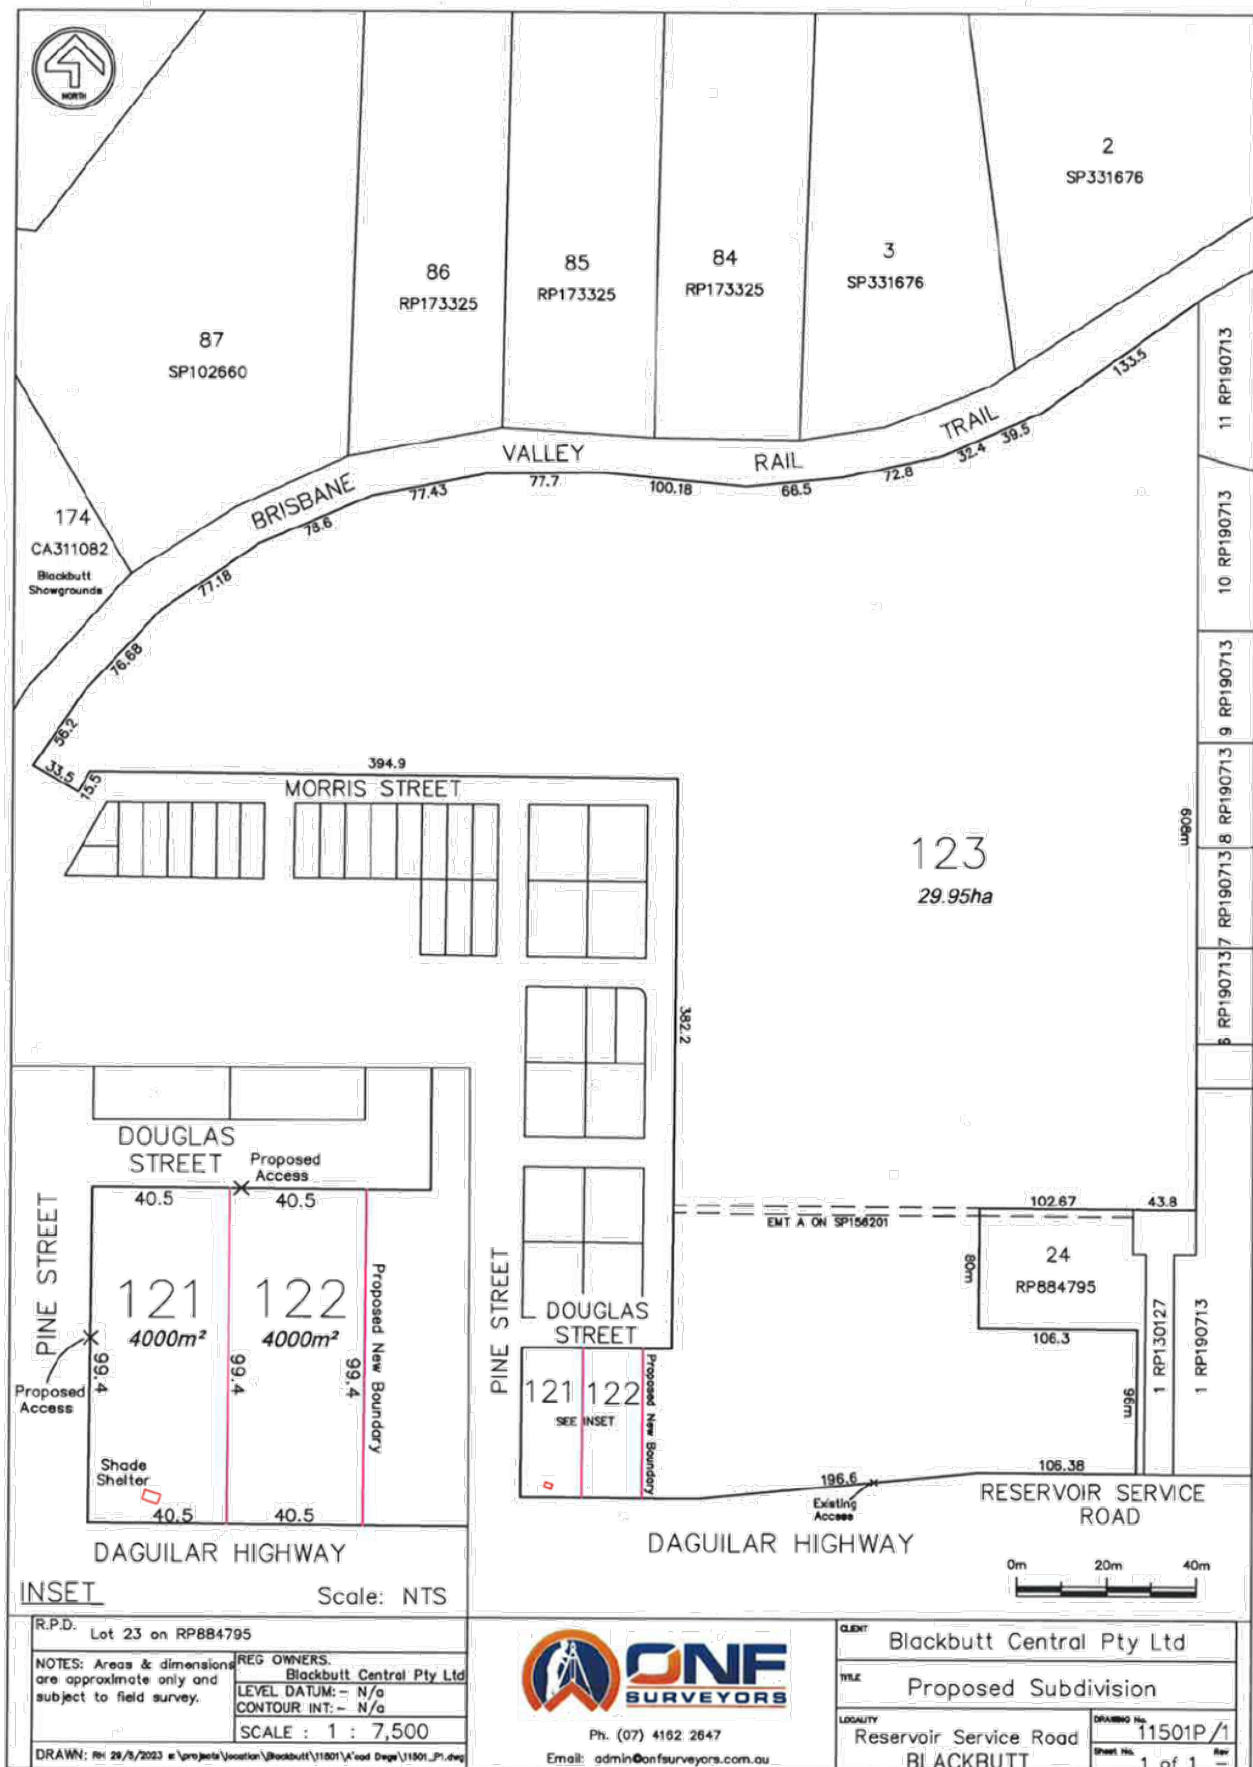 NORTH
2
SP331676
3
SP331676
84
RP173325
85
RP173325
86
RP173325
87
SP102660
174
CA311082
Blackbutt
Showgrounds
BRISBANE VALLEY RAIL TRAIL
133.5
39.5
32.4
72.8
66.5
100.18
77.7
77.43
78.6
77.18
76.68
56.2
33.5
15.5
394.9
MORRIS STREET
11 RP190713
10 RP190713
9 RP190713
8 RP190713
7 RP190713
6 RP190713
608m
123
29.95ha
382.2
EMT A ON SP156201
102.67
43.8
24
RP884795
80m
106.3
96m
1 RP130127
1 RP190713
106.38
196.6
Existing
Access
RESERVOIR SERVICE
ROAD
DAGUILAR HIGHWAY
PINE STREET
DOUGLAS
STREET
121
122
SEE INSET
Proposed New Boundary
0m
20m
40m
DOUGLAS
STREET
Proposed
Access
40.5
40.5
PINE STREET
121
4000m²
122
4000m²
99.4
99.4
99.4
Proposed New Boundary
Proposed
Access
Shade
Shelter
40.5
40.5
DAGUILAR HIGHWAY
INSET
Scale: NTS
R.P.D. Lot 23 on RP884795
NOTES: Areas & dimensions
are approximate only and
subject to field survey.
REG OWNERS.
Blackbutt Central Pty Ltd
LEVEL DATUM:- N/a
CONTOUR INT:- N/a
SCALE : 1 : 7,500
DRAWN: RH 29/5/2023
ONF
SURVEYORS
Ph. (07) 4162 2647
Email: admin@onfsurveyors.com.au
CLIENT
Blackbutt Central Pty Ltd
TITLE
Proposed Subdivision
LOCALITY
Reservoir Service Road
BLACKBUTT
DRAWING No.
11501P/1
Sheet No.
1 of 1
Rev
-